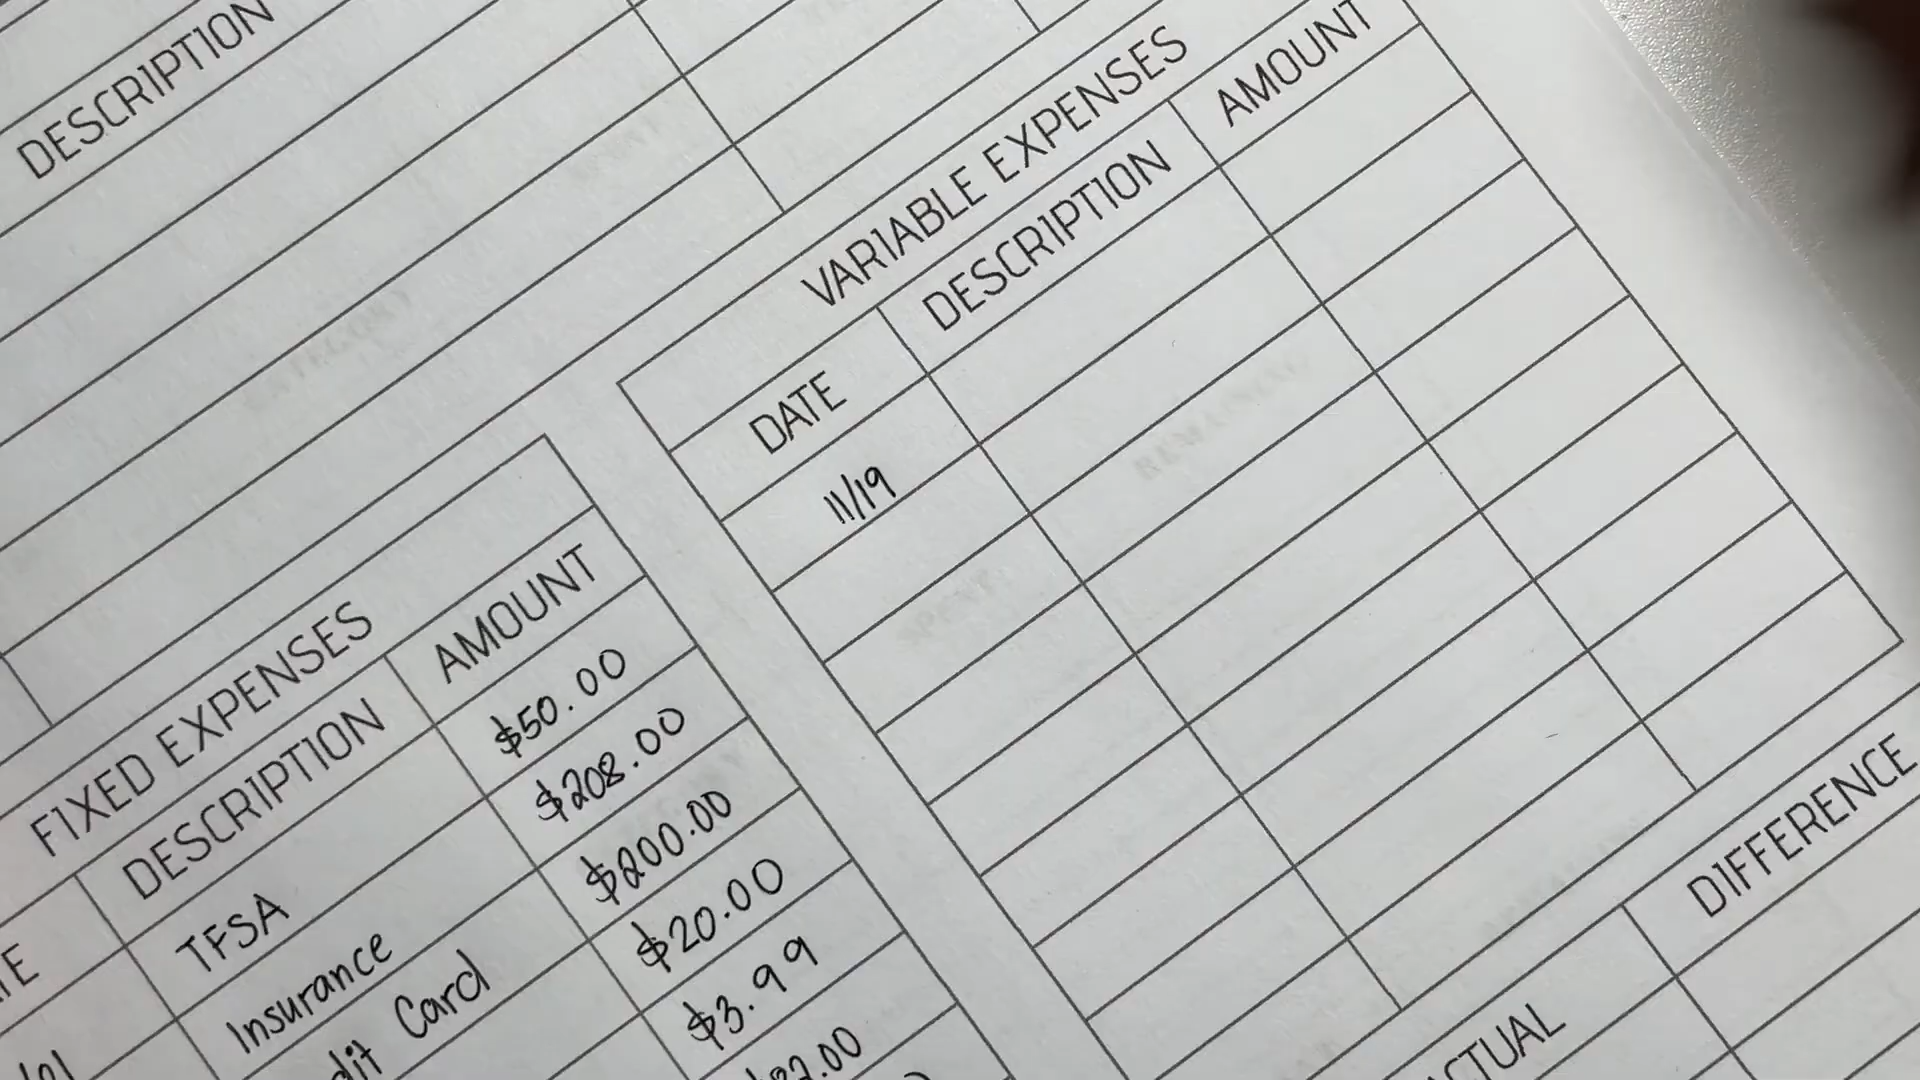 DESCRIPTION
VARIABLE EXPENSES
DATE DESCRIPTION AMOUNT
11/19
FIXED EXPENSES
DESCRIPTION AMOUNT
TFSA $50.00
Insurance $208.00
Card $200.00
$20.00
$3.99
DIFFERENCE